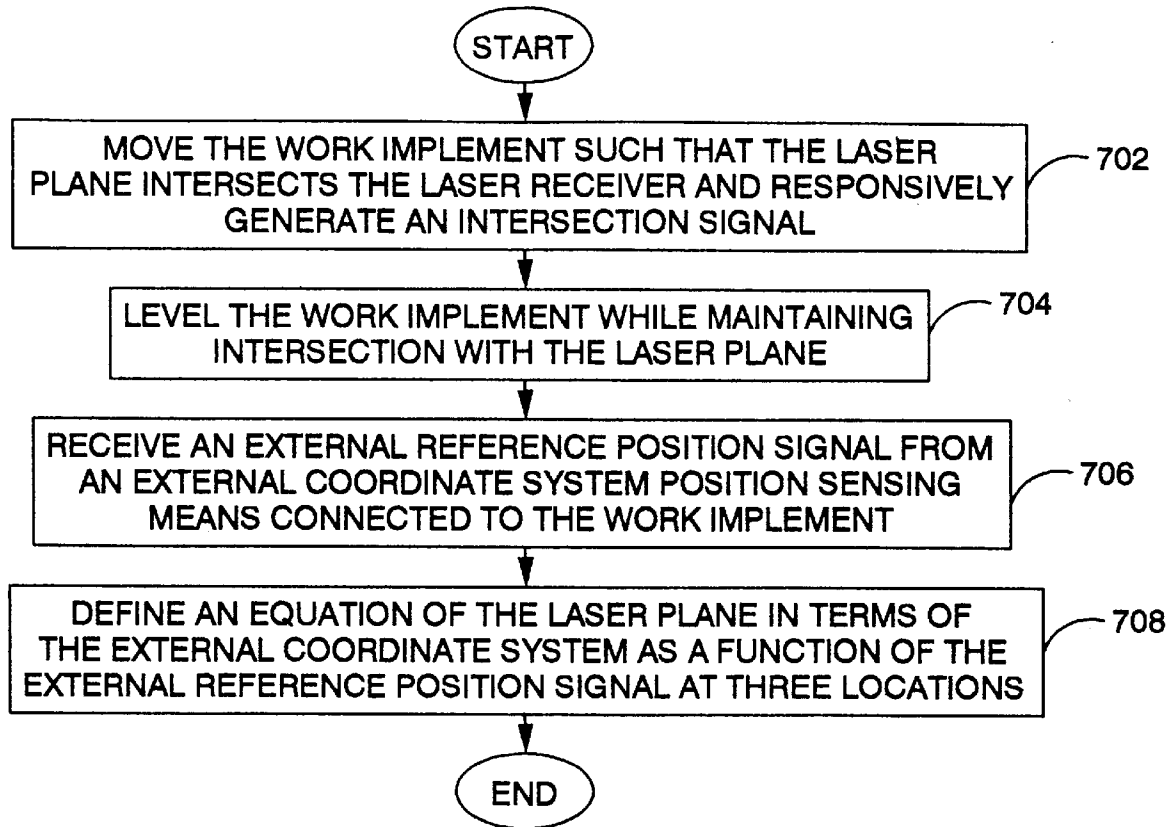 START
MOVE THE WORK IMPLEMENT SUCH THAT THE LASER
PLANE INTERSECTS THE LASER RECEIVER AND RESPONSIVELY
GENERATE AN INTERSECTION SIGNAL
702
LEVEL THE WORK IMPLEMENT WHILE MAINTAINING
INTERSECTION WITH THE LASER PLANE
704
RECEIVE AN EXTERNAL REFERENCE POSITION SIGNAL FROM
AN EXTERNAL COORDINATE SYSTEM POSITION SENSING
MEANS CONNECTED TO THE WORK IMPLEMENT
706
DEFINE AN EQUATION OF THE LASER PLANE IN TERMS OF
THE EXTERNAL COORDINATE SYSTEM AS A FUNCTION OF THE
EXTERNAL REFERENCE POSITION SIGNAL AT THREE LOCATIONS
708
END